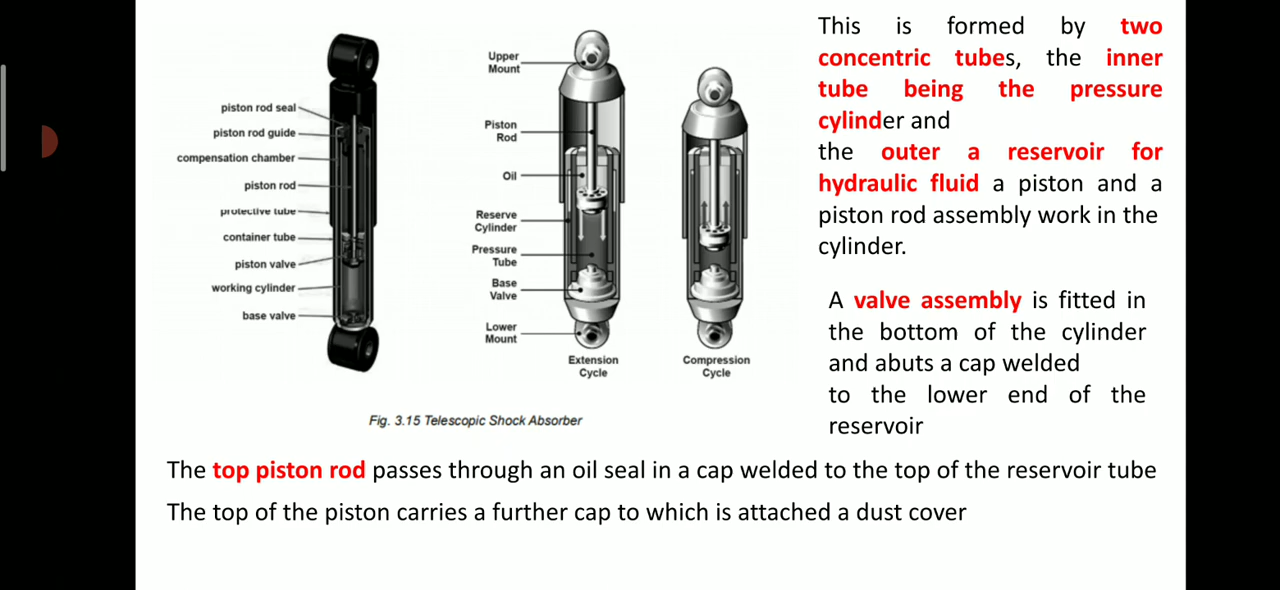 piston rod seal
piston rod guide
compensation chamber
piston rod
protective tube
container tube
piston valve
working cylinder
base valve
Upper
Mount
Piston
Rod
Oil
Reserve
Cylinder
Pressure
Tube
Base
Valve
Lower
Mount
Extension
Cycle
Compression
Cycle
Fig. 3.15 Telescopic Shock Absorber
This is formed by two
concentric tubes, the inner
tube being the pressure
cylinder and
the outer a reservoir for
hydraulic fluid a piston and a
piston rod assembly work in the
cylinder.
A valve assembly is fitted in
the bottom of the cylinder
and abuts a cap welded
to the lower end of the
reservoir
The top piston rod passes through an oil seal in a cap welded to the top of the reservoir tube
The top of the piston carries a further cap to which is attached a dust cover